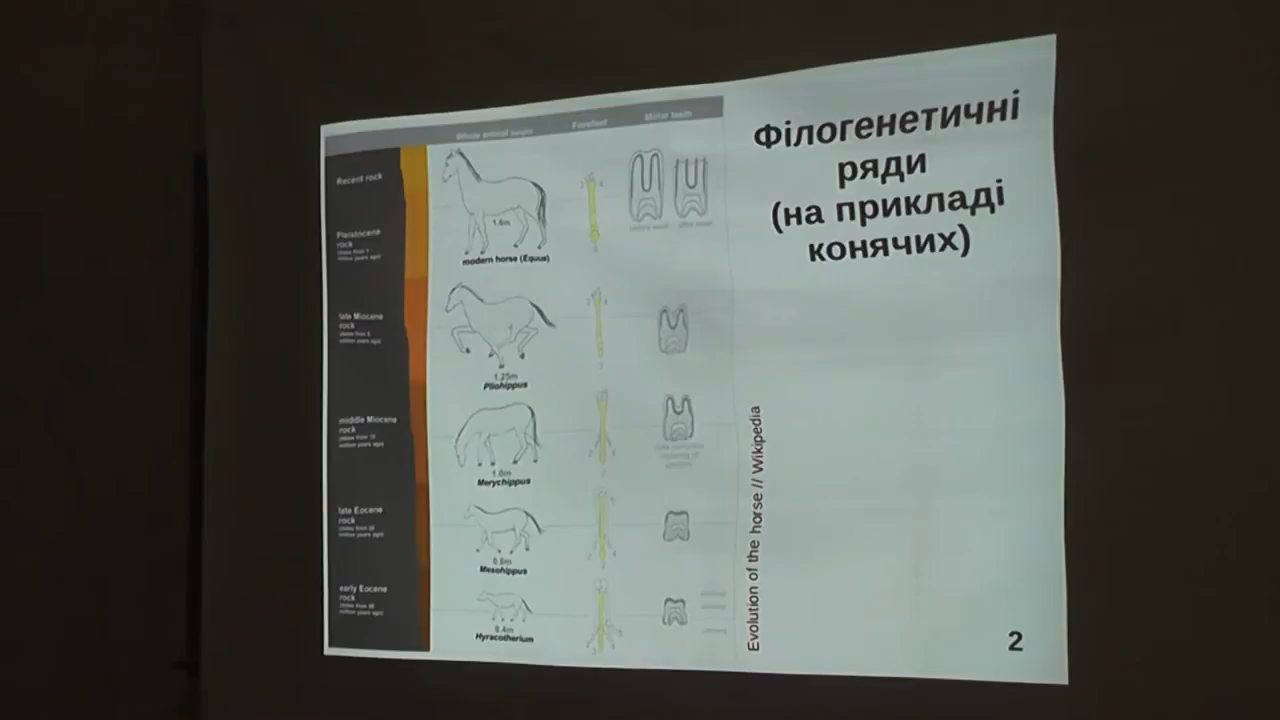 Whole animal
Forefeet
Molar teeth
Філогенетичні
ряди
(на прикладі
конячих)
Recent rock
1.6m
modern horse (Equus)
Pleistocene
rock
late Miocene
rock
1.25m
Pliohippus
middle Miocene
rock
1.0m
Merychippus
late Eocene
rock
0.6m
Mesohippus
early Eocene
rock
0.4m
Hyracotherium
Evolution of the horse // Wikipedia
2